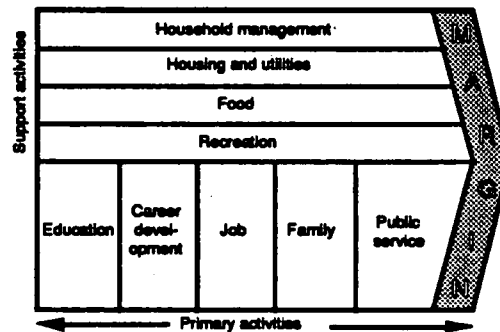 Support activities
Household management
Housing and utilities
Food
Recreation
Education
Career
devel-
opment
Job
Family
Public
service
MARGIN
Primary activities